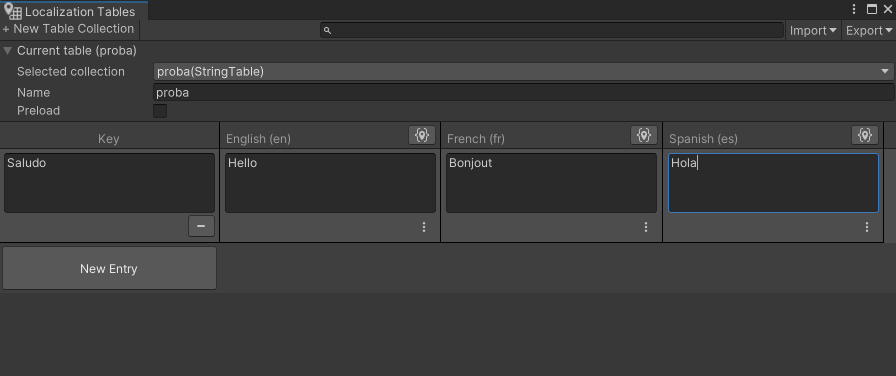 Localization Tables
+ New Table Collection Import Export
Current table (proba)
Selected collection proba(StringTable)
Name proba
Preload
Key English (en) French (fr) Spanish (es)
Saludo Hello Bonjout Hola
New Entry